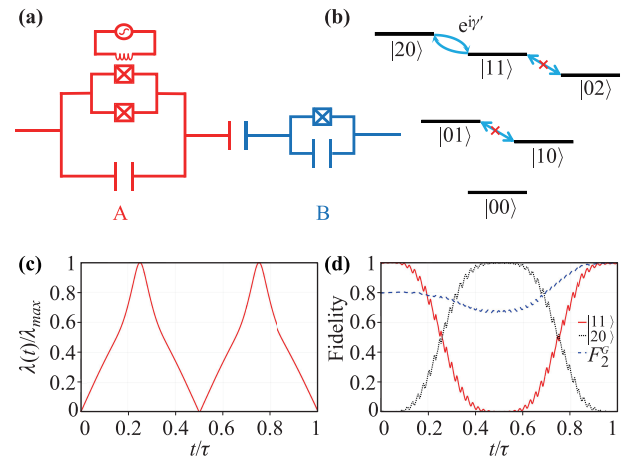 (a)
A
B
(b)
e^{iγ′}
|20⟩
|11⟩
|02⟩
|01⟩
|10⟩
|00⟩
(c)
λ(t)/λ_{max}
1
0.8
0.6
0.4
0.2
0
0 0.2 0.4 0.6 0.8 1
t/τ
(d)
Fidelity
1
0.8
0.6
0.4
0.2
0
|11⟩
|20⟩
F_2^G
0 0.2 0.4 0.6 0.8 1
t/τ